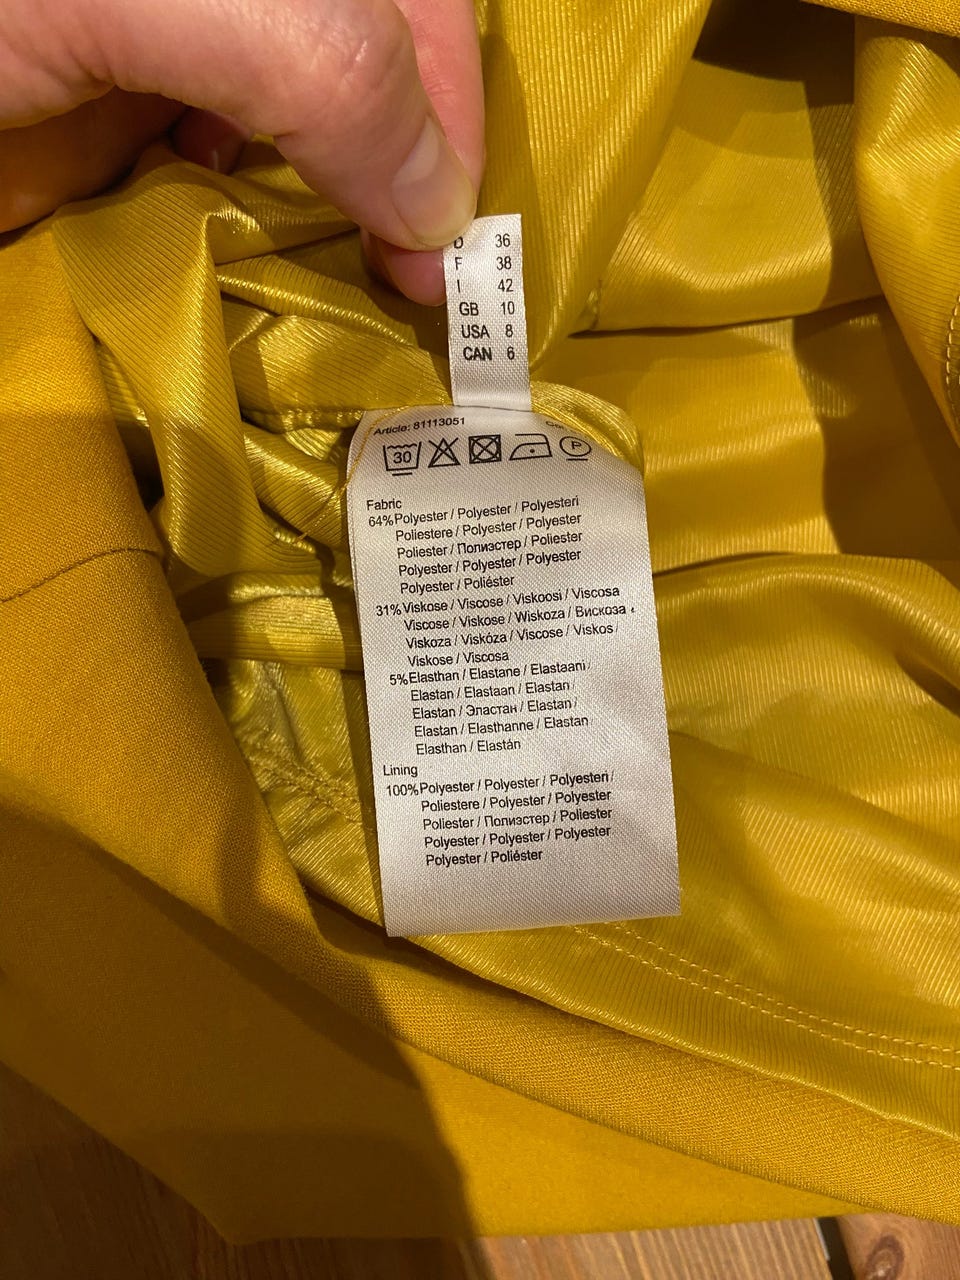 D 36
F 38
I 42
GB 10
USA 8
CAN 6
Article: 81113051
30 P
Fabric
64% Polyester / Polyester / Polyesteri
Poliestere / Polyester / Polyester
Poliester / Полиэстер / Poliester
Polyester / Polyester / Polyester
Polyester / Poliéster
31% Viskose / Viscose / Viskoosi / Viscosa
Viscose / Viskose / Wiskoza / Вискоза
Viskoza / Viskóza / Viscose / Viskos /
Viskose / Viscosa
5% Elasthan / Elastane / Elastaani /
Elastan / Elastaan / Elastan
Elastan / Эластан / Elastan /
Elastan / Elasthanne / Elastan
Elasthan / Elastán
Lining
100% Polyester / Polyester / Polyesteri /
Poliestere / Polyester / Polyester
Poliester / Полиэстер / Poliester
Polyester / Polyester / Polyester
Polyester / Poliéster